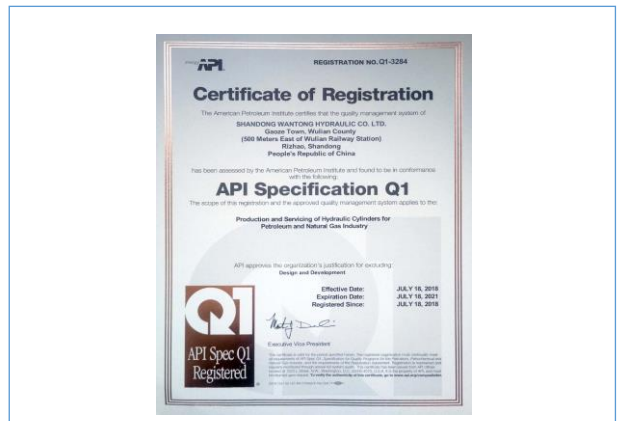 API
REGISTRATION NO. Q1-3284
Certificate of Registration
The American Petroleum Institute certifies that the quality management system of
SHANDONG WANTONG HYDRAULIC CO. LTD.
Gaoze Town, Wulian County
(500 Meters East of Wulian Railway Station)
Rizhao, Shandong
People's Republic of China
has been assessed by the American Petroleum Institute and found to be in conformance
with the following:
API Specification Q1
The scope of this registration and the approved quality management system applies to the:
Production and Servicing of Hydraulic Cylinders for
Petroleum and Natural Gas Industry
API approves the organization's justification for excluding:
Design and Development
Effective Date: JULY 18, 2018
Expiration Date: JULY 18, 2021
Registered Since: JULY 18, 2018
Executive Vice President
Q1
API Spec Q1
Registered